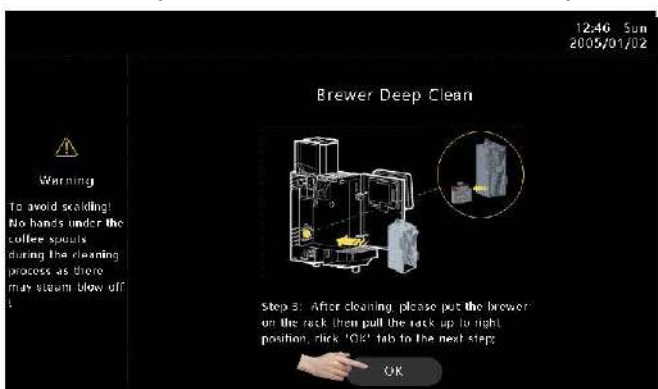 12:46 Sun
2005/01/02
Brewer Deep Clean
Warning
To avoid scalding!
No hands under the
coffee spouts
during the cleaning
process as there
may steam blow off
!
Step 3: After cleaning, please put the brewer
on the rack then pull the rack up to right
position, click "OK" tab to the next step;
OK